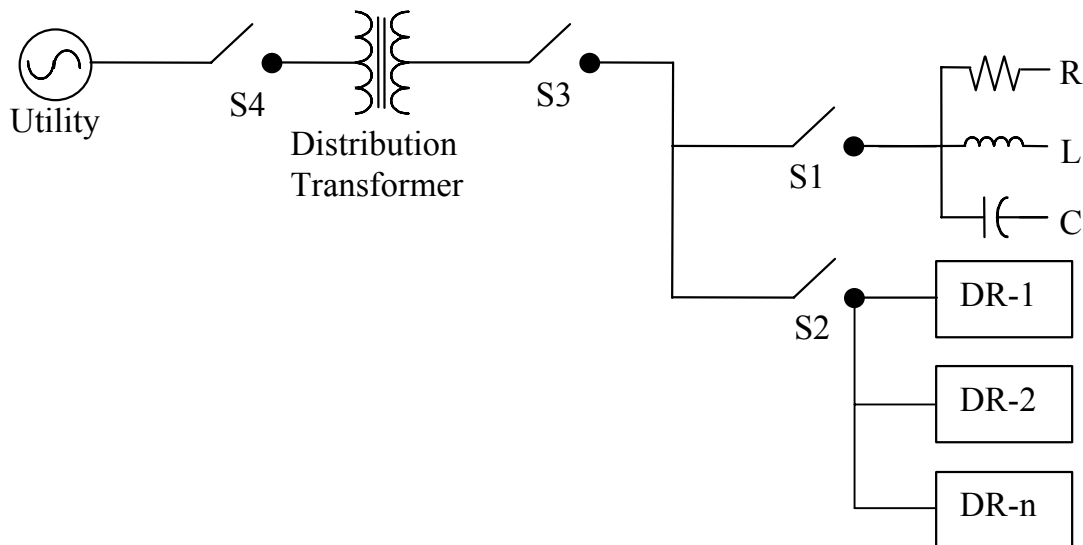 Utility
S4
Distribution
Transformer
S3
S1
R
L
C
S2
DR-1
DR-2
DR-n